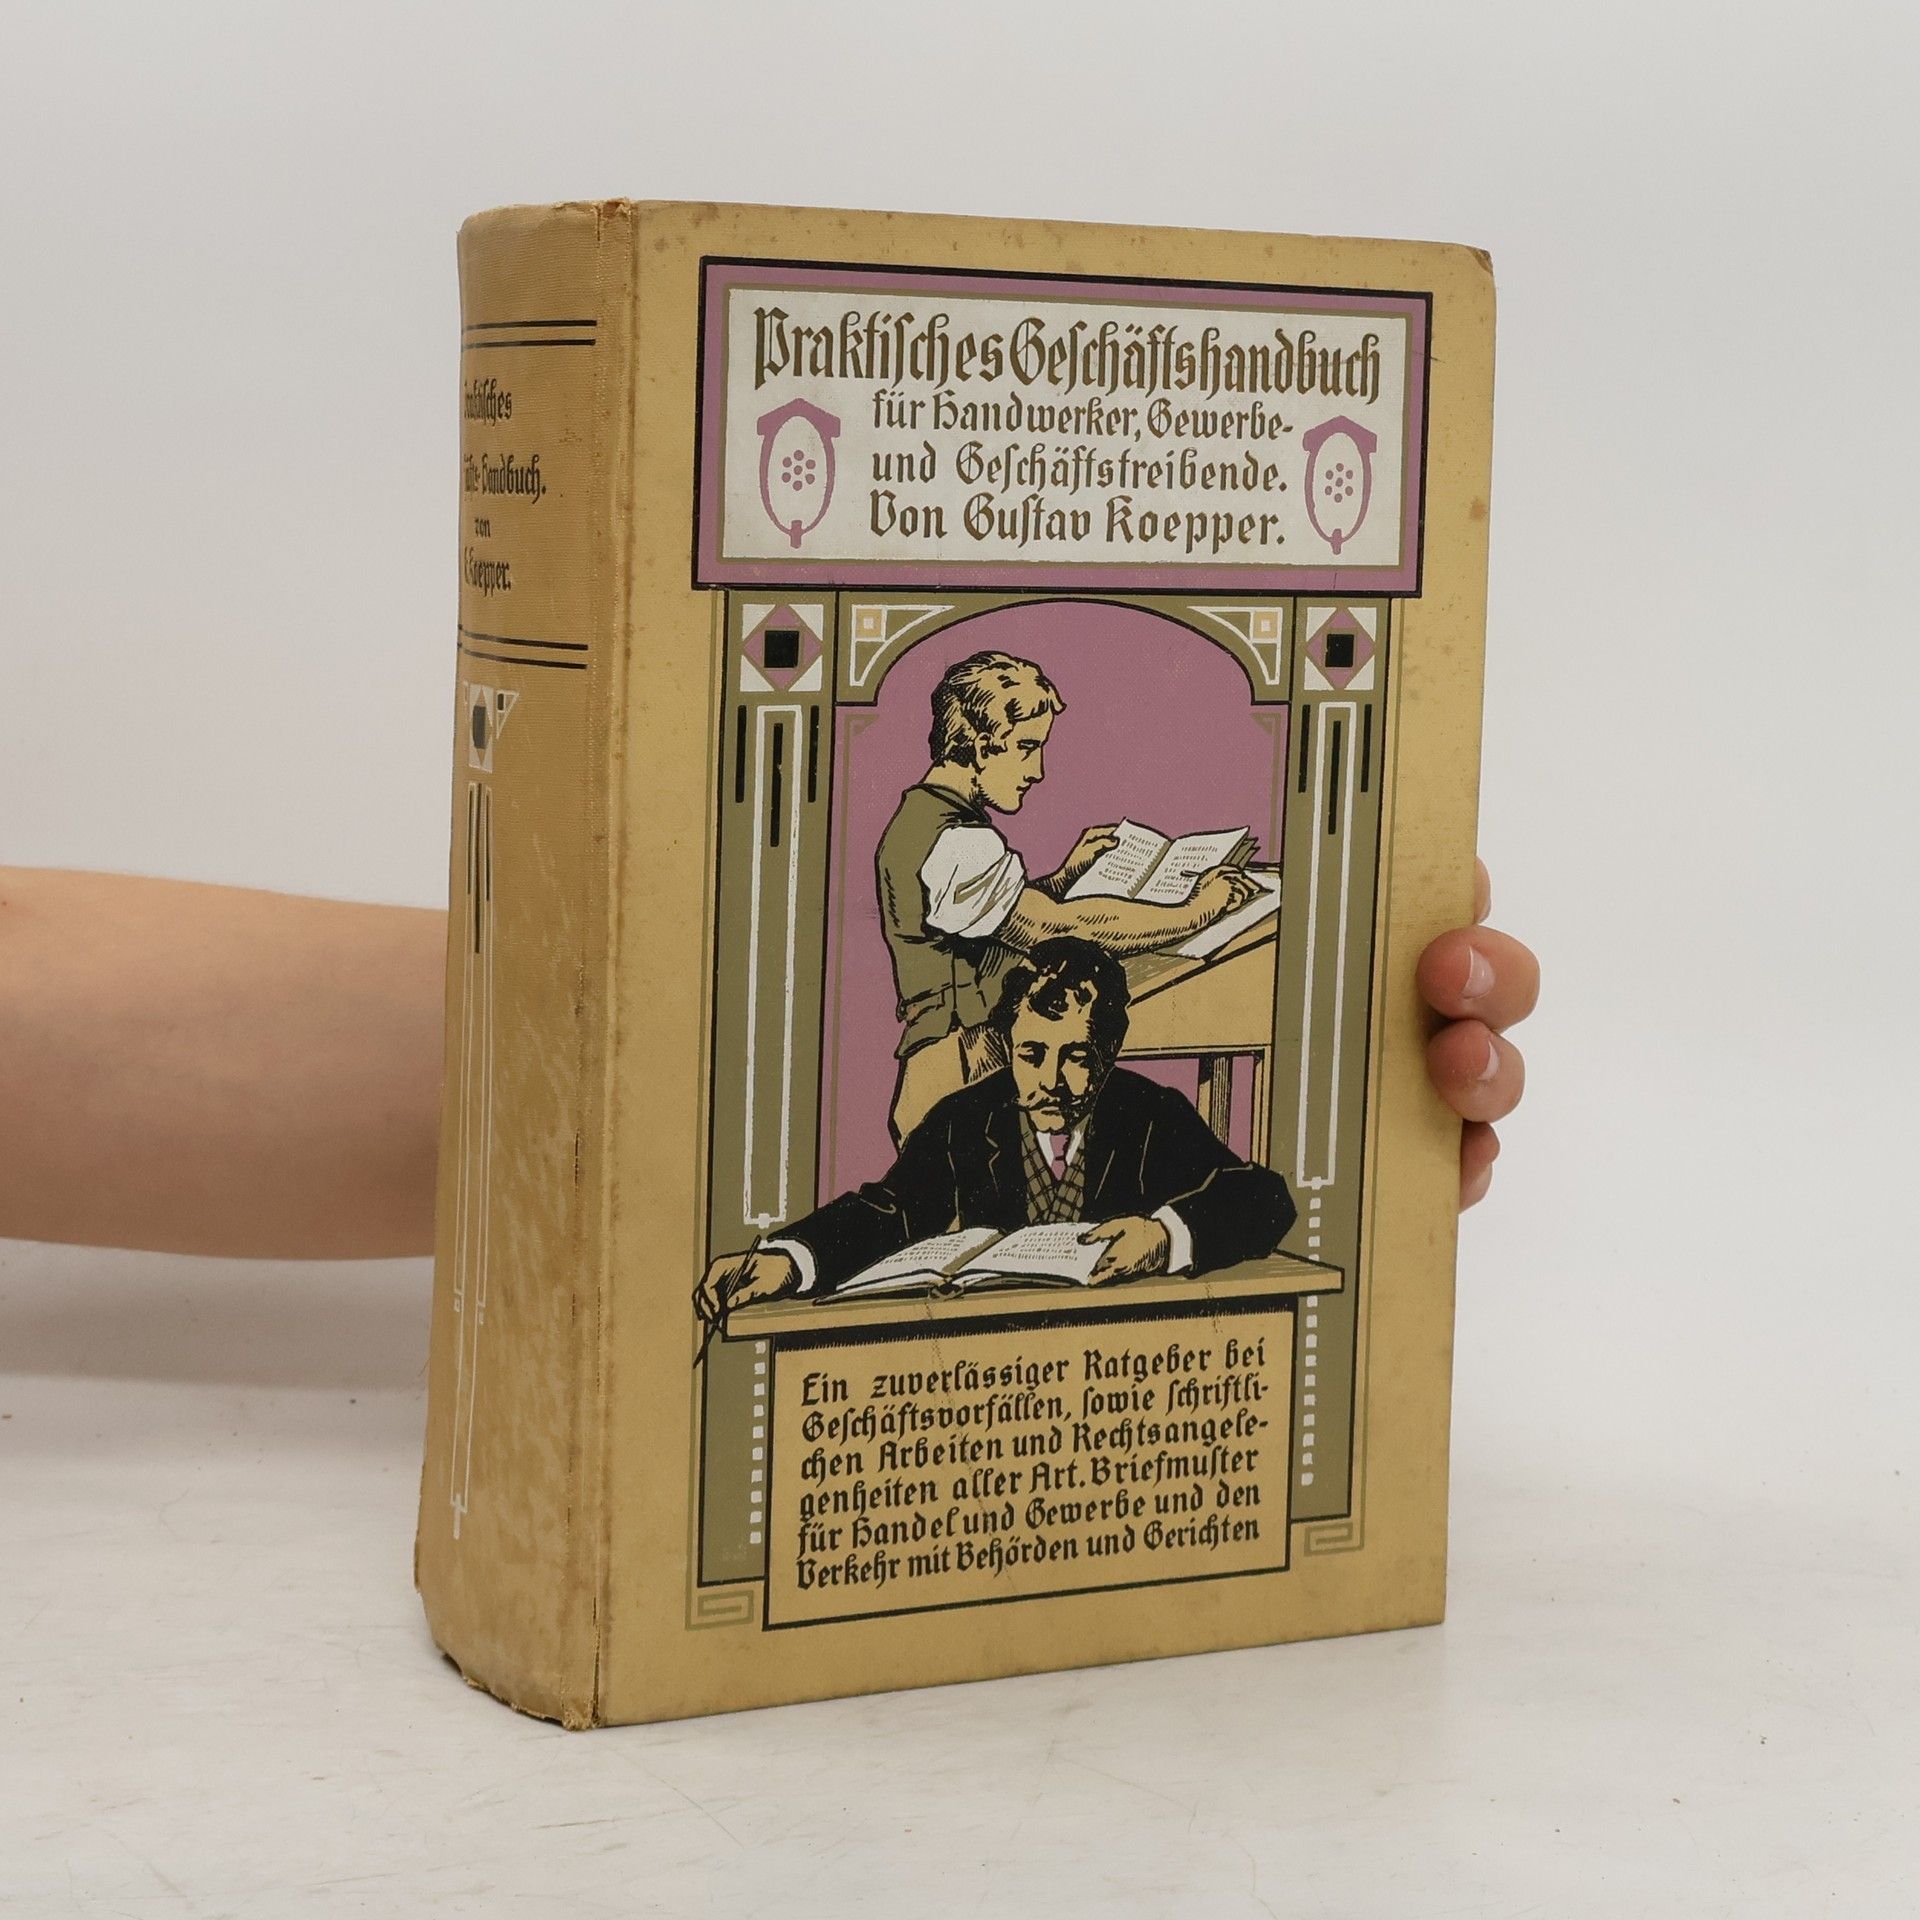 Praktisches Geschäftshandbuch
für Handwerker, Gewerbe-
und Geschäftstreibende.
Von Gustav Koepper.
Ein zuverlässiger Ratgeber bei
Geschäftsvorfällen, sowie schriftli-
chen Arbeiten und Rechtsangele-
genheiten aller Art. Briefmuster
für Handel und Gewerbe und den
Verkehr mit Behörden und Gerichten
Handbuch.
von
Koepper.